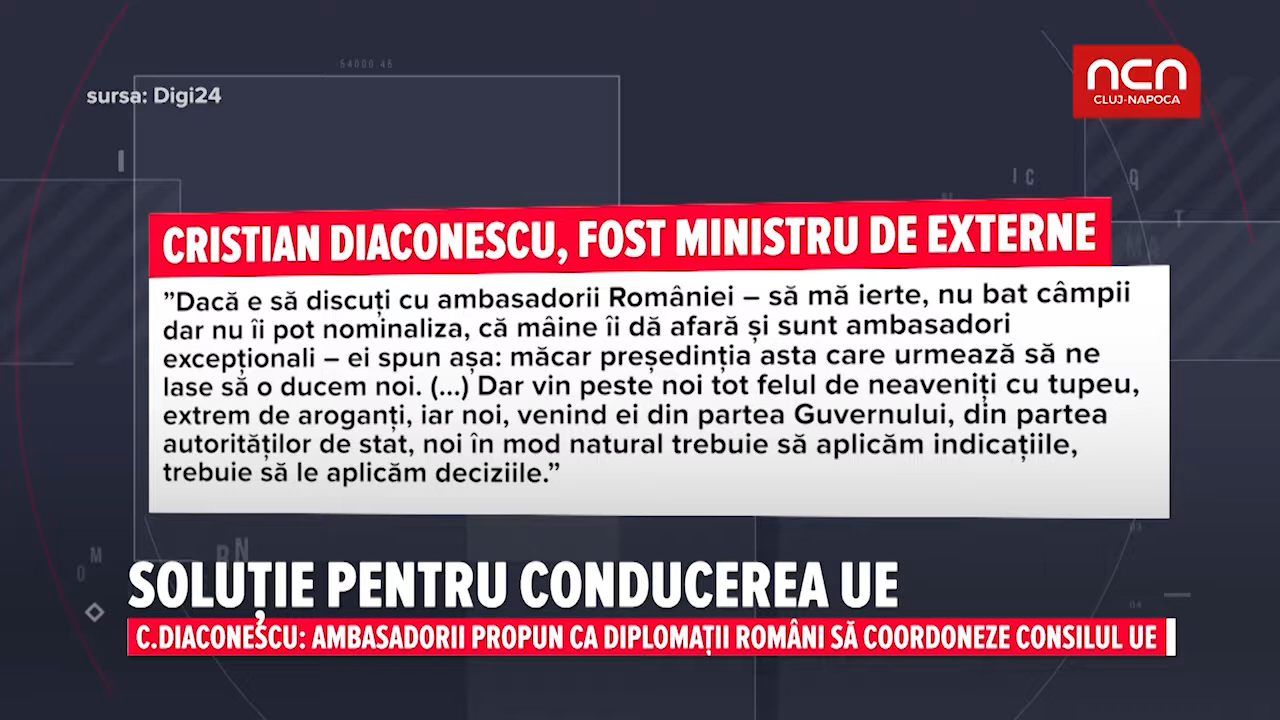 54000.45
sursa: Digi24
ncn
CLUJ-NAPOCA
CRISTIAN DIACONESCU, FOST MINISTRU DE EXTERNE
”Dacă e să discuți cu ambasadorii României – să mă ierte, nu bat câmpii
dar nu îi pot nominaliza, că mâine îi dă afară și sunt ambasadori
excepționali – ei spun așa: măcar președinția asta care urmează să ne
lase să o ducem noi. (...) Dar vin peste noi tot felul de neaveniți cu tupeu,
extrem de aroganți, iar noi, venind ei din partea Guvernului, din partea
autorităților de stat, noi în mod natural trebuie să aplicăm indicațiile,
trebuie să le aplicăm deciziile.”
SOLUȚIE PENTRU CONDUCEREA UE
C.DIACONESCU: AMBASADORII PROPUN CA DIPLOMAȚII ROMÂNI SĂ COORDONEZE CONSILUL UE